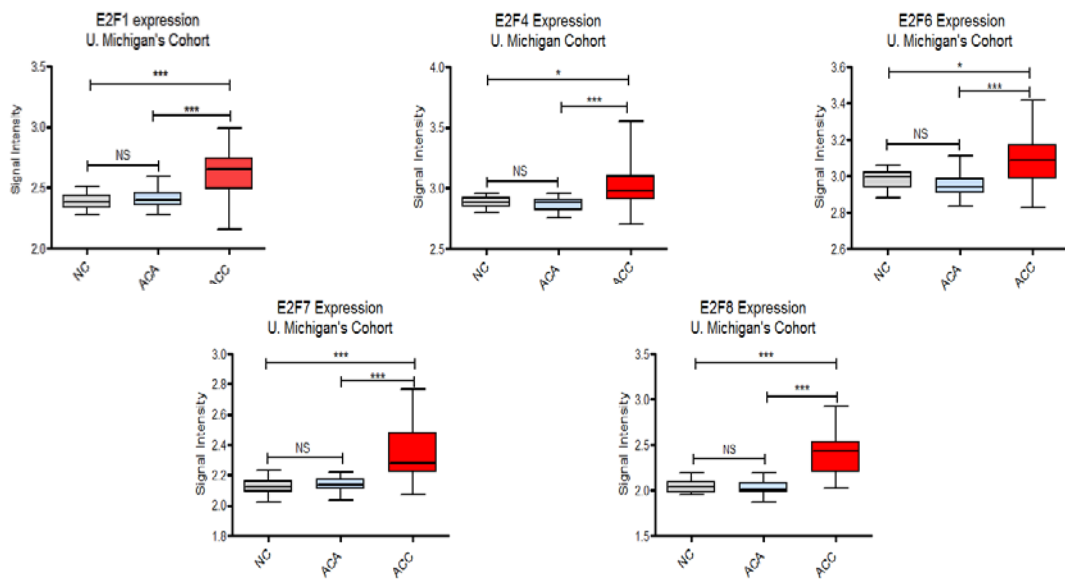 E2F1 expression
U. Michigan's Cohort
Signal Intensity
3.5
3.0
2.5
2.0
***
***
NS
NC
ACA
ACC
E2F4 Expression
U. Michigan Cohort
Signal Intensity
4.0
3.5
3.0
2.5
*
***
NS
NC
ACA
ACC
E2F6 Expression
U. Michigan's Cohort
Signal Intensity
3.6
3.4
3.2
3.0
2.8
2.6
*
***
NS
NC
ACA
ACC
E2F7 Expression
U. Michigan's Cohort
Signal Intensity
3.0
2.8
2.6
2.4
2.2
2.0
1.8
***
***
NS
NC
ACA
ACC
E2F8 Expression
U. Michigan's Cohort
Signal Intensity
3.5
3.0
2.5
2.0
1.5
***
***
NS
NC
ACA
ACC